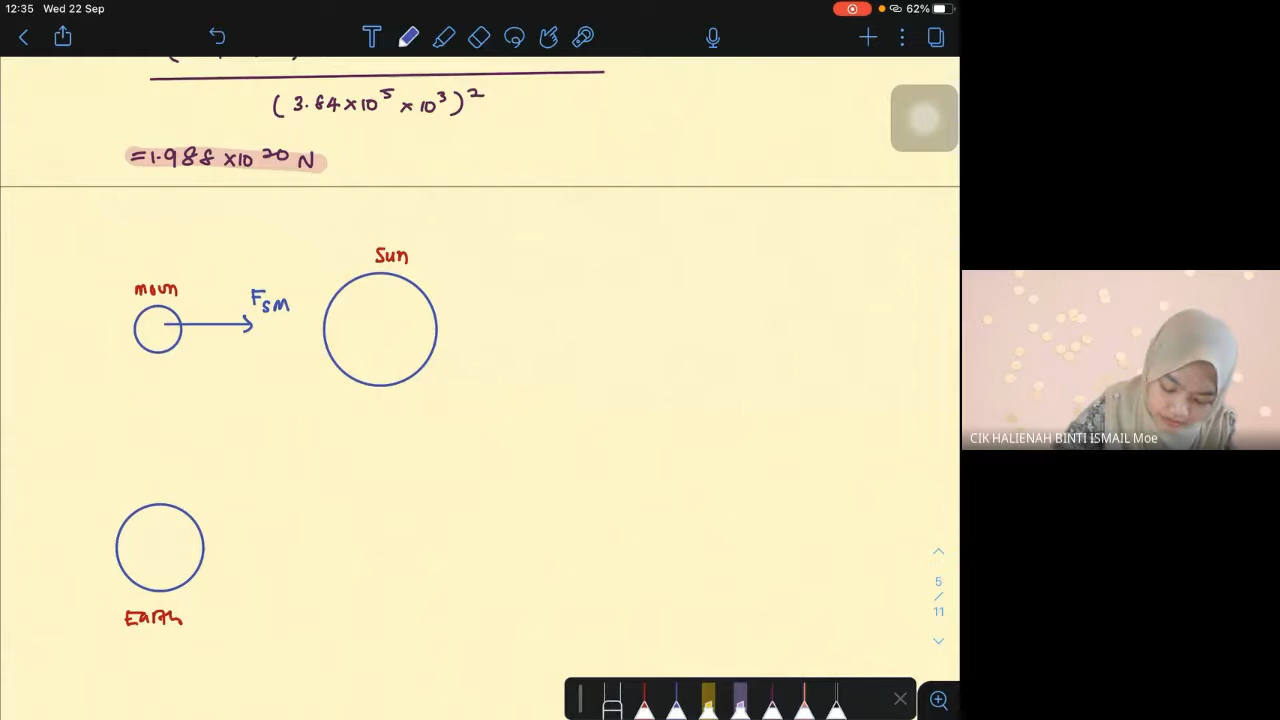 12:35 Wed 22 Sep
62%
(3.84×10⁵ ×10³)²
=1.988 ×10²⁰ N
Sun
moon
F_SM
Earth
CIK HALIENAH BINTI ISMAIL Moe
5
/
11